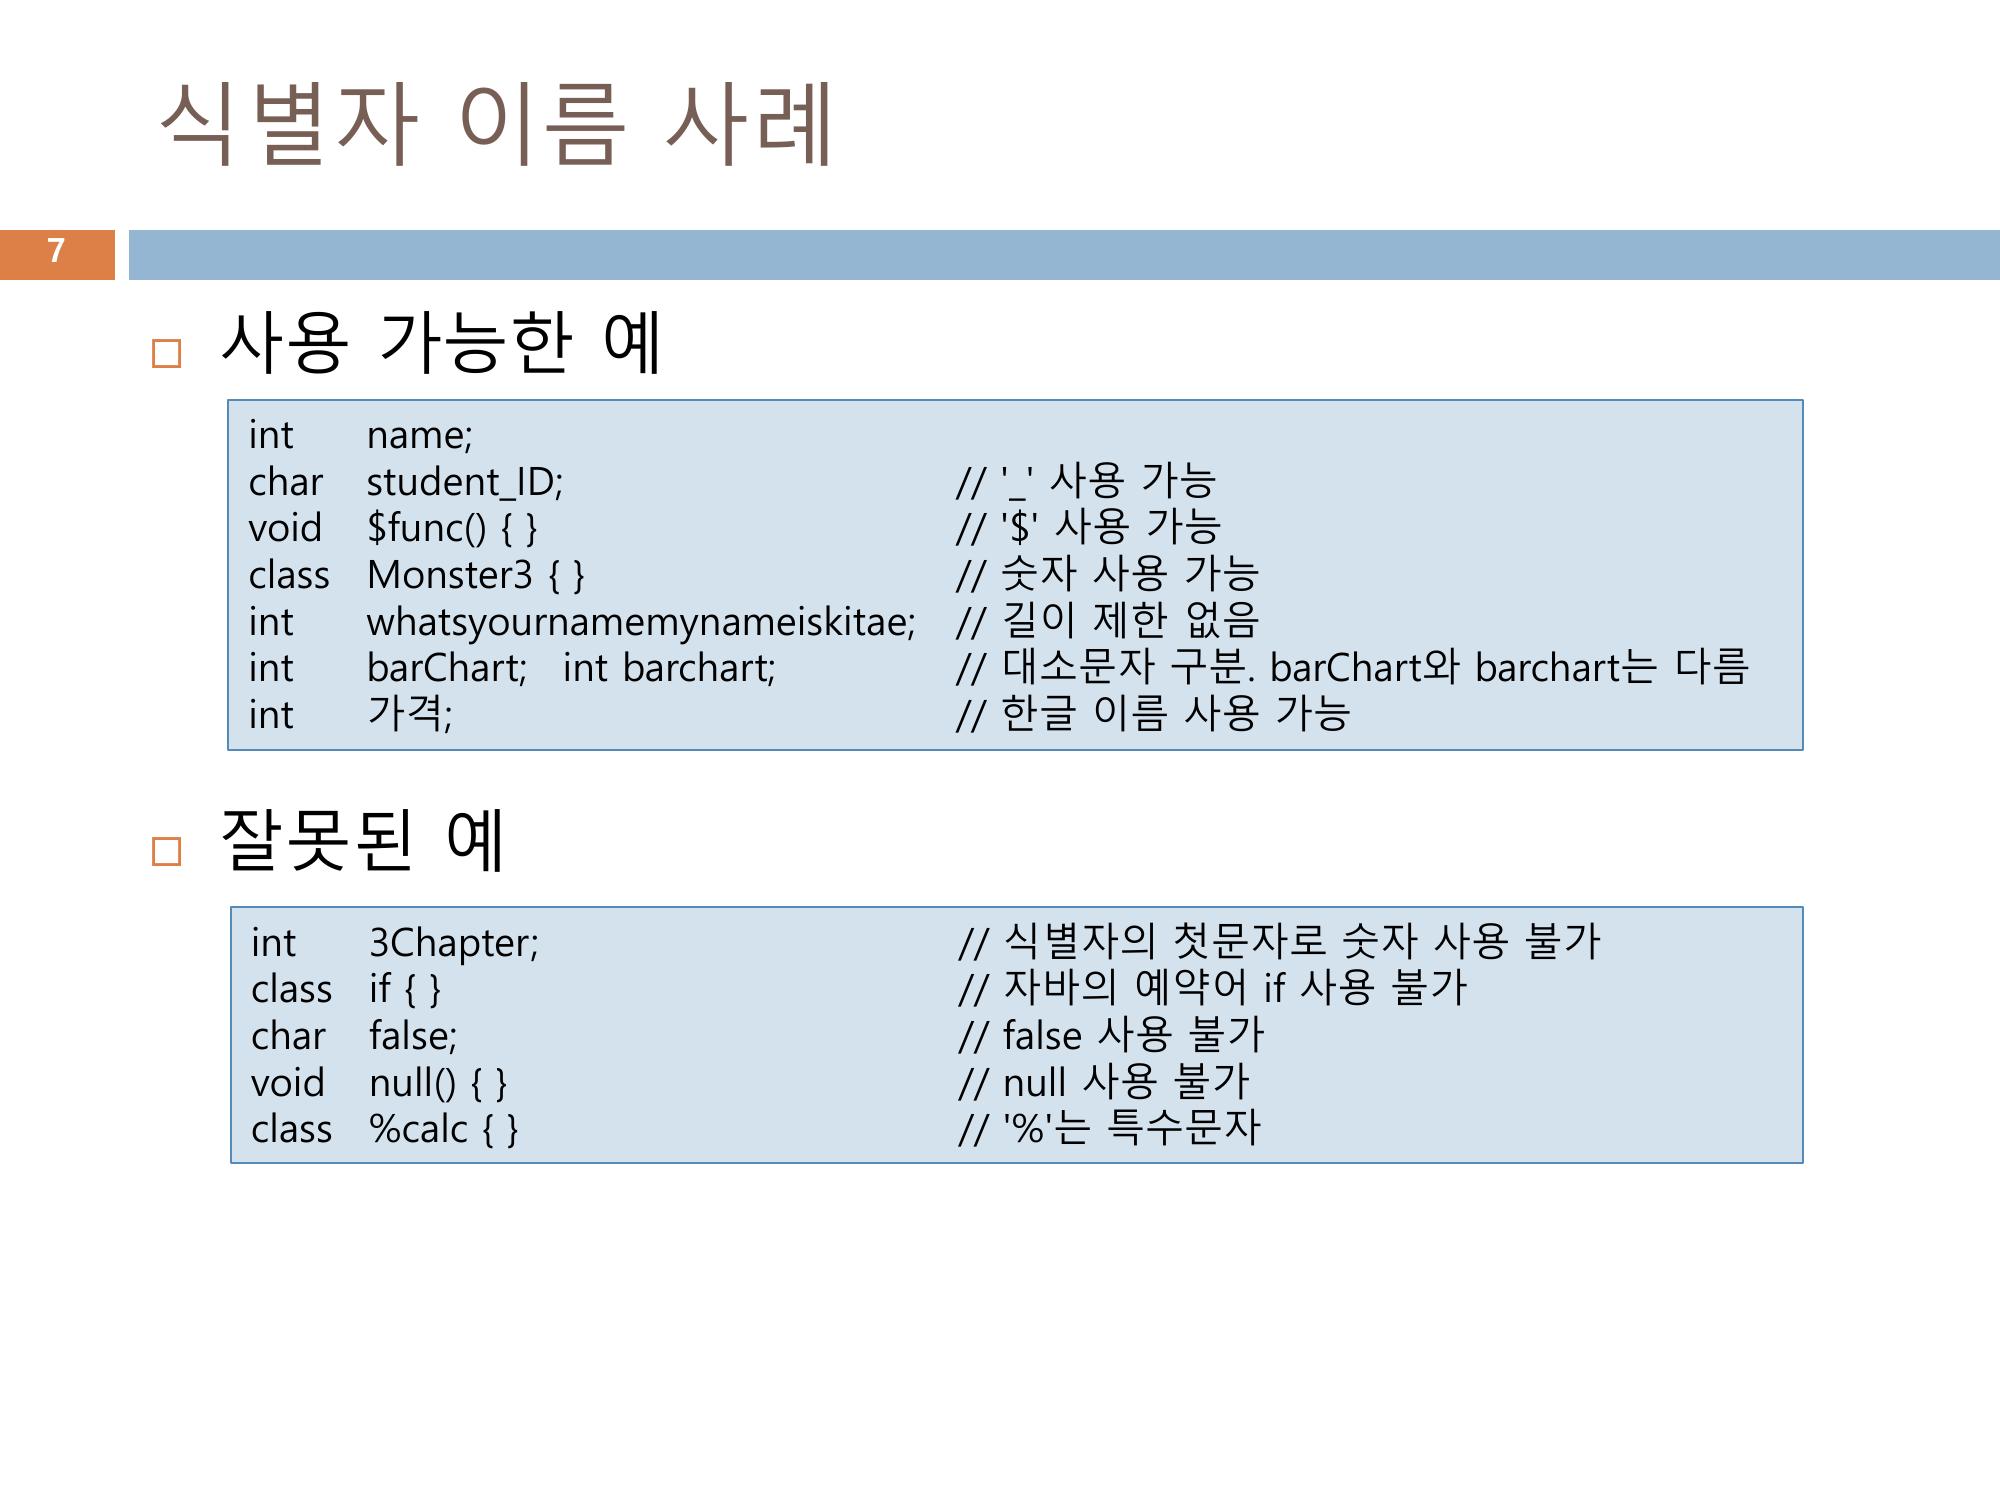 식별자 이름 사례
7
사용 가능한 예
int name;
char student_ID; // '_' 사용 가능
void $func() { } // '$' 사용 가능
class Monster3 { } // 숫자 사용 가능
int whatsyournamemynameiskitae; // 길이 제한 없음
int barChart; int barchart; // 대소문자 구분. barChart와 barchart는 다름
int 가격; // 한글 이름 사용 가능
잘못된 예
int 3Chapter; // 식별자의 첫문자로 숫자 사용 불가
class if { } // 자바의 예약어 if 사용 불가
char false; // false 사용 불가
void null() { } // null 사용 불가
class %calc { } // '%'는 특수문자